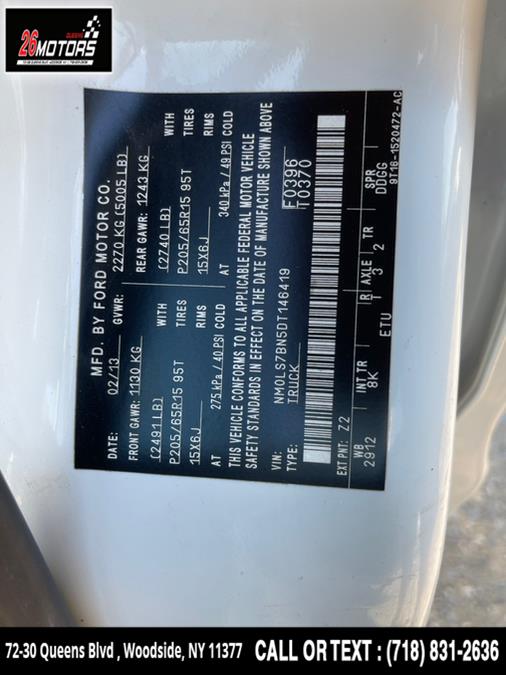 QUEENS
26MOTORS
MFD. BY FORD MOTOR CO.
DATE: 02/13 GVWR: 2270 KG (5005 LB)
FRONT GAWR: 1130 KG REAR GAWR: 1243 KG
(2491 LB) WITH (2740 LB) WITH
P205/65R15 95T TIRES P205/65R15 95T TIRES
15X6J RIMS 15X6J RIMS
AT 275 kPa / 40 PSI COLD AT 340 kPa / 49 PSI COLD
THIS VEHICLE CONFORMS TO ALL APPLICABLE FEDERAL MOTOR VEHICLE
SAFETY STANDARDS IN EFFECT ON THE DATE OF MANUFACTURE SHOWN ABOVE
VIN: NM0LS7BN5DT146419 F0396
TYPE: TRUCK T0370
EXT PNT: Z2
WB INT TR R AXLE TR SPR
2912 8K 1 3 2 DDGG
ETU 9T16-1520472-AC
72-30 Queens Blvd , Woodside, NY 11377 CALL OR TEXT : (718) 831-2636